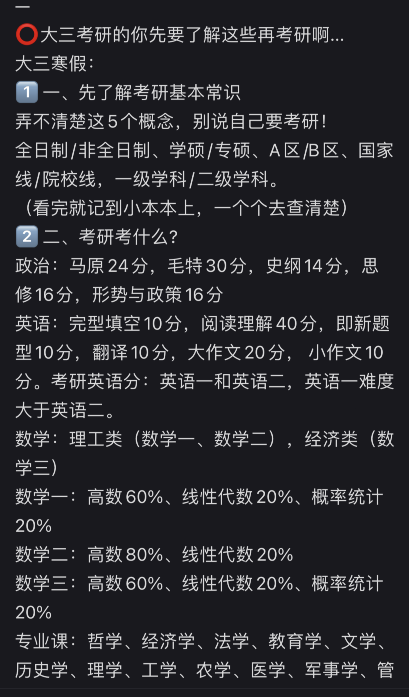 ⭕大三考研的你先要了解这些再考研啊...
大三寒假：
1️⃣一、先了解考研基本常识
弄不清楚这5个概念，别说自己要考研！
全日制/非全日制、学硕/专硕、A区/B区、国家
线/院校线，一级学科/二级学科。
（看完就记到小本本上，一个个去查清楚）
2️⃣二、考研考什么?
政治：马原24分，毛特30分，史纲14分，思
修16分，形势与政策16分
英语：完型填空10分，阅读理解40分，即新题
型10分，翻译10分，大作文20分， 小作文10
分。考研英语分：英语一和英语二，英语一难度
大于英语二。
数学：理工类（数学一、数学二），经济类（数
学三）
数学一：高数60%、线性代数20%、概率统计
20%
数学二：高数80%、线性代数20%
数学三：高数60%、线性代数20%、概率统计
20%
专业课：哲学、经济学、法学、教育学、文学、
历史学、理学、工学、农学、医学、军事学、管